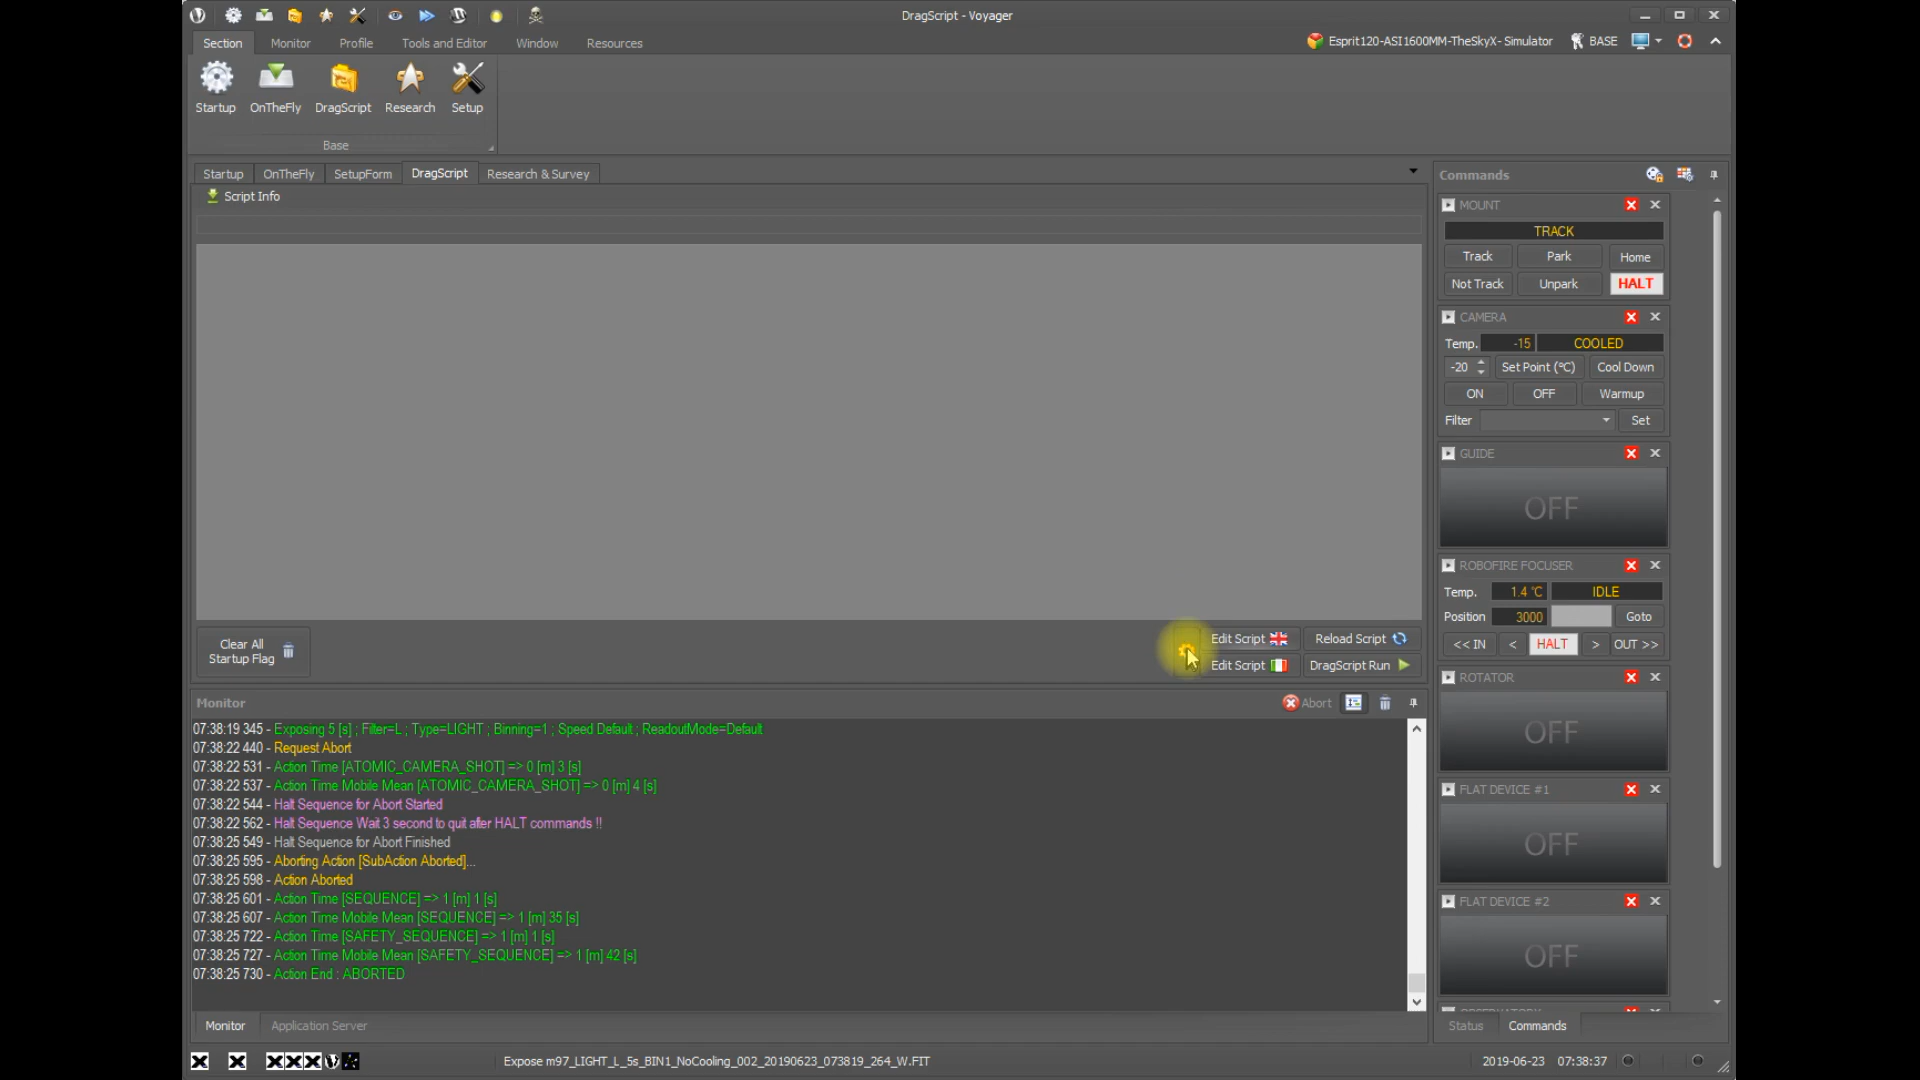 DragScript - Voyager
Section
Monitor
Profile
Tools and Editor
Window
Resources
Esprit120-ASI1600MM-TheSkyX- Simulator
BASE
Startup
OnTheFly
DragScript
Research
Setup
Base
Startup
OnTheFly
SetupForm
DragScript
Research & Survey
Script Info
Clear All
Startup Flag
Edit Script
Reload Script
Edit Script
DragScript Run
Monitor
Abort
07:38:19 345 - Exposing 5 [s] ; Filter=L ; Type=LIGHT ; Binning=1 ; Speed Default ; ReadoutMode=Default
07:38:22 440 - Request Abort
07:38:22 531 - Action Time [ATOMIC_CAMERA_SHOT] => 0 [m] 3 [s]
07:38:22 537 - Action Time Mobile Mean [ATOMIC_CAMERA_SHOT] => 0 [m] 4 [s]
07:38:22 544 - Halt Sequence for Abort Started
07:38:22 562 - Halt Sequence Wait 3 second to quit after HALT commands !!
07:38:25 549 - Halt Sequence for Abort Finished
07:38:25 595 - Aborting Action [SubAction Aborted]...
07:38:25 598 - Action Aborted
07:38:25 601 - Action Time [SEQUENCE] => 1 [m] 1 [s]
07:38:25 607 - Action Time Mobile Mean [SEQUENCE] => 1 [m] 35 [s]
07:38:25 722 - Action Time [SAFETY_SEQUENCE] => 1 [m] 1 [s]
07:38:25 727 - Action Time Mobile Mean [SAFETY_SEQUENCE] => 1 [m] 42 [s]
07:38:25 730 - Action End : ABORTED
Monitor
Application Server
Expose m97_LIGHT_L_5s_BIN1_NoCooling_002_20190623_073819_264_W.FIT
Commands
MOUNT
TRACK
Track
Park
Home
Not Track
Unpark
HALT
CAMERA
Temp.
-15
COOLED
-20
Set Point (°C)
Cool Down
ON
OFF
Warmup
Filter
Set
GUIDE
OFF
ROBOFIRE FOCUSER
Temp.
1.4 °C
IDLE
Position
3000
Goto
<< IN
<
HALT
>
OUT >>
ROTATOR
OFF
FLAT DEVICE #1
OFF
FLAT DEVICE #2
OFF
Status
Commands
2019-06-23
07:38:37